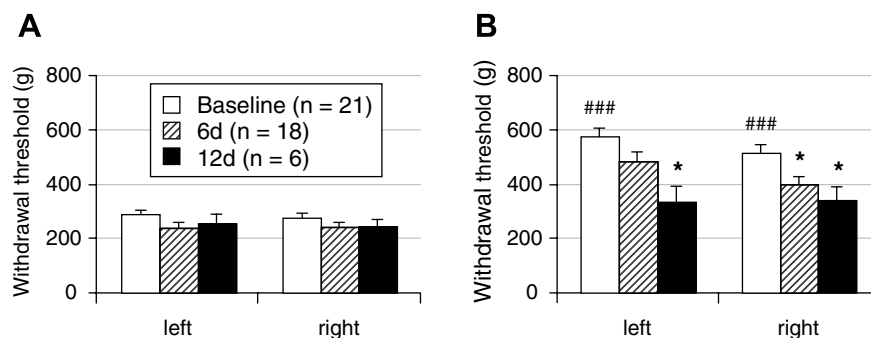 A
Withdrawal threshold (g)
800
600
400
200
0
Baseline (n = 21)
6d (n = 18)
12d (n = 6)
left
right
B
Withdrawal threshold (g)
800
600
400
200
0
###
*
###
*
*
left
right